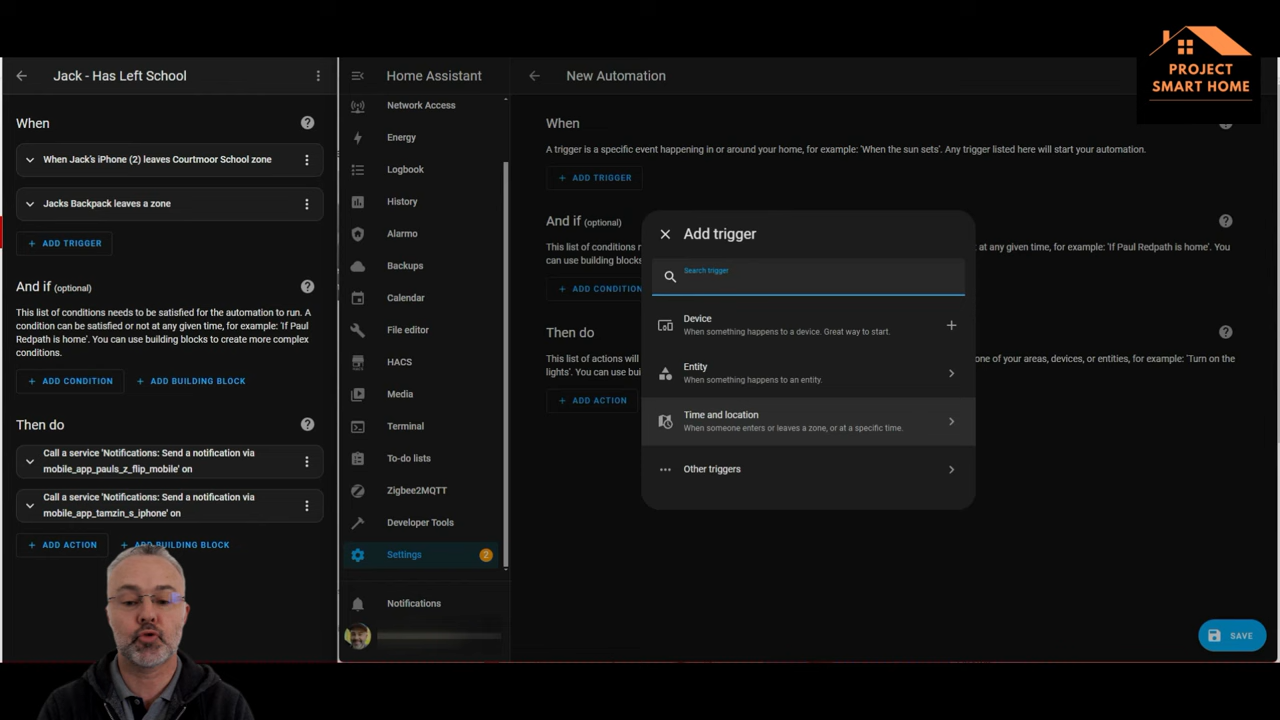 PROJECT
SMART HOME
Jack - Has Left School
When
When Jack's iPhone (2) leaves Courtmoor School zone
Jacks Backpack leaves a zone
ADD TRIGGER
And if (optional)
This list of conditions needs to be satisfied for the automation to run. A
condition can be satisfied or not at any given time, for example: 'If Paul
Redpath is home'. You can use building blocks to create more complex
conditions.
ADD CONDITION
ADD BUILDING BLOCK
Then do
Call a service 'Notifications: Send a notification via
mobile_app_pauls_z_flip_mobile' on
Call a service 'Notifications: Send a notification via
mobile_app_tamzin_s_iphone' on
ADD ACTION
ADD BUILDING BLOCK
Home Assistant
Network Access
Energy
Logbook
History
Alarmo
Backups
Calendar
File editor
HACS
Media
Terminal
To-do lists
Zigbee2MQTT
Developer Tools
Settings
2
Notifications
New Automation
When
A trigger is a specific event happening in or around your home, for example: 'When the sun sets'. Any trigger listed here will start your automation.
ADD TRIGGER
And if (optional)
This list of conditions n
at any given time, for example: 'If Paul Redpath is home'. You
can use building blocks
ADD CONDITION
Then do
This list of actions will
one of your areas, devices, or entities, for example: 'Turn on the
lights'. You can use bui
ADD ACTION
Add trigger
Search trigger
Device
When something happens to a device. Great way to start.
Entity
When something happens to an entity.
Time and location
When someone enters or leaves a zone, or at a specific time.
Other triggers
SAVE